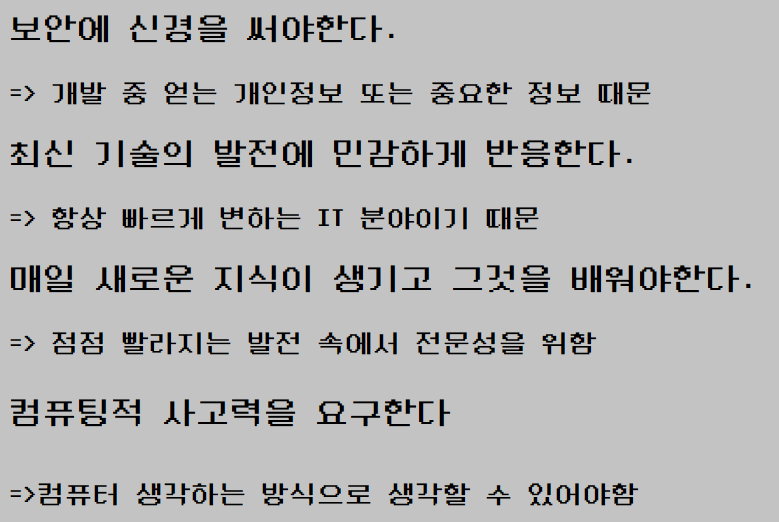 보안에 신경을 써야한다.
=> 개발 중 얻는 개인정보 또는 중요한 정보 때문
최신 기술의 발전에 민감하게 반응한다.
=> 항상 빠르게 변하는 IT 분야이기 때문
매일 새로운 지식이 생기고 그것을 배워야한다.
=> 점점 빨라지는 발전 속에서 전문성을 위함
컴퓨팅적 사고력을 요구한다
=>컴퓨터 생각하는 방식으로 생각할 수 있어야함